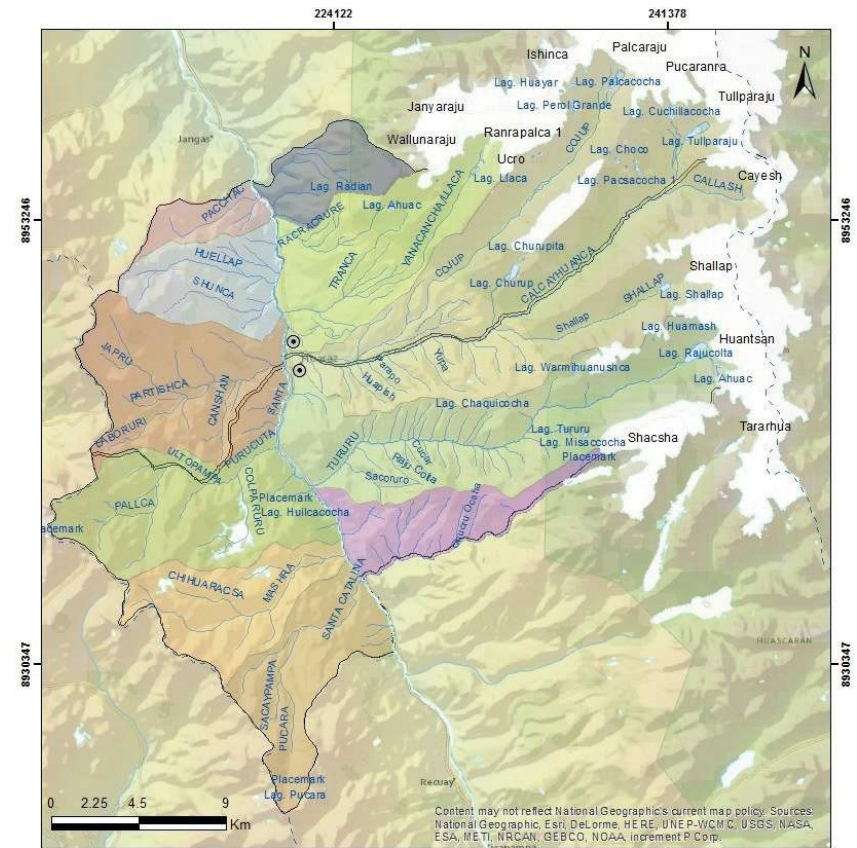 224122
241378
Ishinca
Palcaraju
N
Pucaranra
Lag. Huayar
Lag. Palcacocha
Tullparaju
Janyaraju
Lag. Perol Grande
Lag. Cuchillacocha
Wallunaraju
Ranrapalca 1
Jangas
COJUP
Lag. Choco
Lag. Tullparaju
Ucro
Lag. Llaca
Lag. Pacsacocha 1
Cayesh
CALLASH
Lag. Radian
PACCHAC
Lag. Ahuac
YANACANCHA/LLACA
8953246
8953246
RACRACRURE
HUELLAP
TRANCA
COJUP
Lag. Churupita
CALCAYHUANCA
Shallap
SHUNCA
Lag. Churup
SHALLAP
Lag. Shallap
Shallap
Lag. Huamash
Huantsan
JAPRU
Parapo
Yuna
Lag. Rajucolta
Huapish
Lag. Warmihuanushca
Lag. Ahuac
PARTISHCA
CANSHAN
SANTA
Lag. Chaquicocha
Tararhua
Lag. Tururu
PURUCUTA
TURURU
Cucar
Lag. Misaccocha
Shacsha
ULTOPAMPA
Raju Colta
Placemark
Sacoruro
COLPARURU
PALLCA
Placemark
Lag. Huilcacocha
acemark
CHIHUARACSA
MASHRA
SANTA CATALINA
HUASCARÁN
8930347
8930347
SACAYPAMPA
PUCARA
Placemark
Lag. Pucara
Recuay
0 2.25 4.5 9
Km
Content may not reflect National Geographic's current map policy. Sources:
National Geographic, Esri, DeLorme, HERE, UNEP-WCMC, USGS, NASA,
ESA, METI, NRCAN, GEBCO, NOAA, increment P Corp.